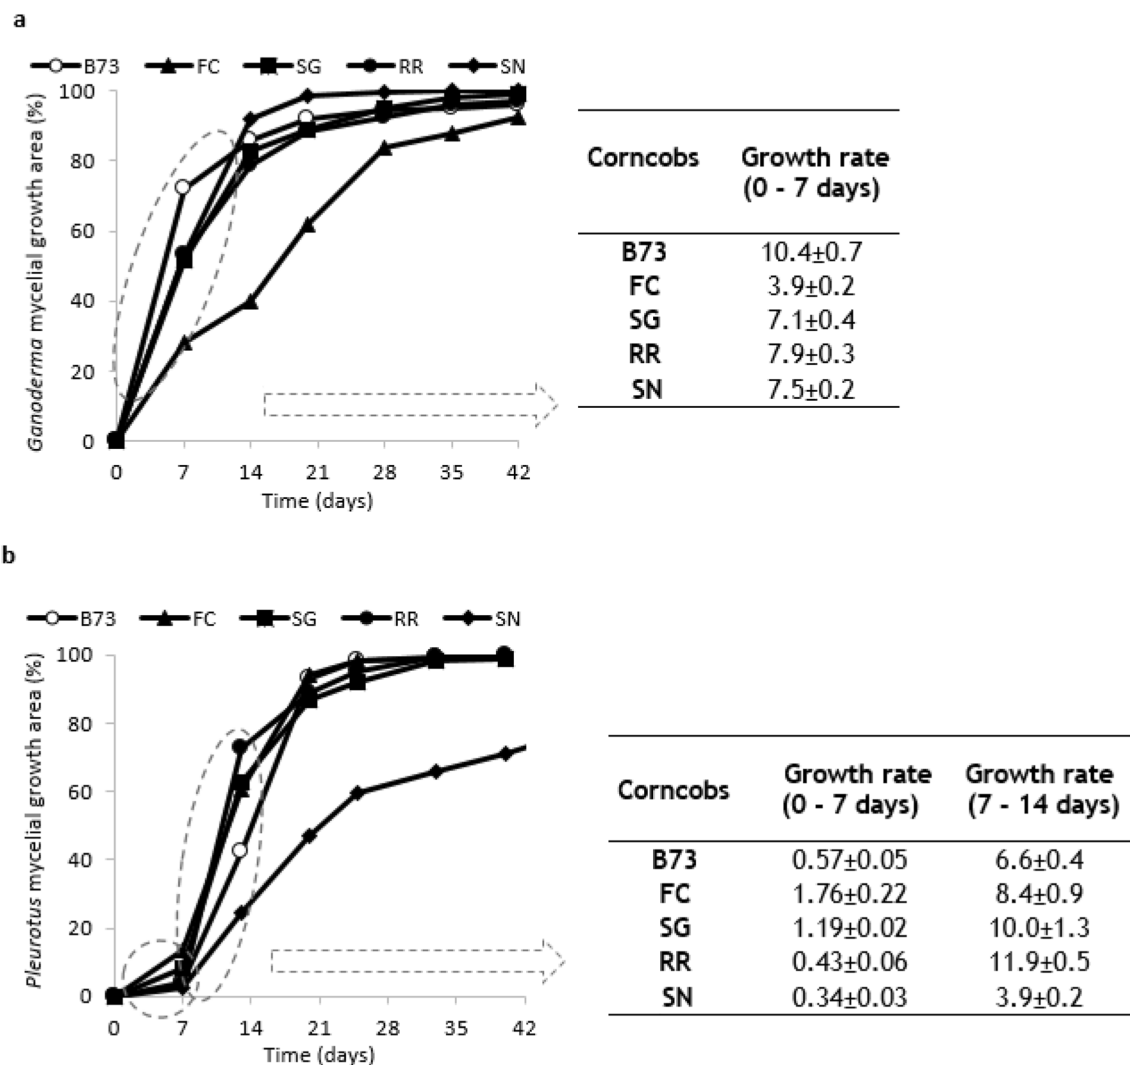 a
B73 FC SG RR SN
Ganoderma mycelial growth area (%)
100
80
60
40
20
0
0 7 14 21 28 35 42
Time (days)
Corncobs Growth rate
(0 - 7 days)
B73 10.4±0.7
FC 3.9±0.2
SG 7.1±0.4
RR 7.9±0.3
SN 7.5±0.2
b
B73 FC SG RR SN
Pleurotus mycelial growth area (%)
100
80
60
40
20
0
0 7 14 21 28 35 42
Time (days)
Corncobs Growth rate Growth rate
(0 - 7 days) (7 - 14 days)
B73 0.57±0.05 6.6±0.4
FC 1.76±0.22 8.4±0.9
SG 1.19±0.02 10.0±1.3
RR 0.43±0.06 11.9±0.5
SN 0.34±0.03 3.9±0.2